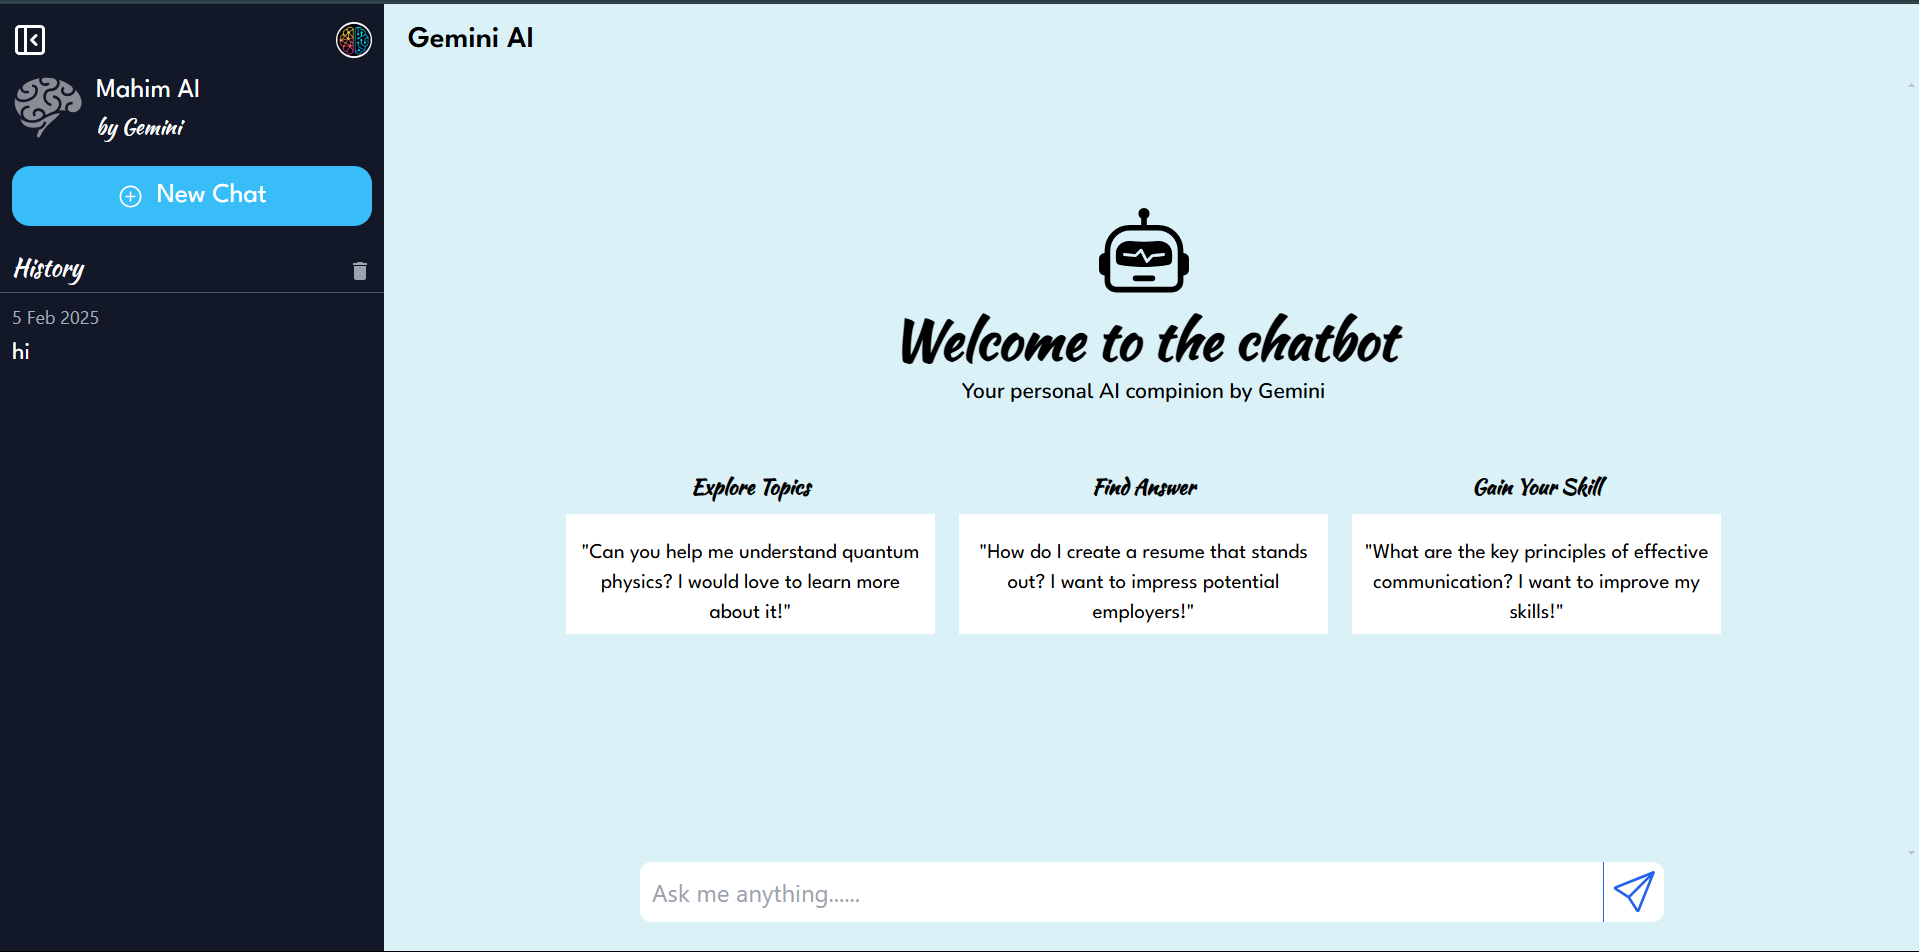 Mahim AI
by Gemini
New Chat
History
5 Feb 2025
hi
Gemini AI
Welcome to the chatbot
Your personal AI compinion by Gemini
Explore Topics
"Can you help me understand quantum
physics? I would love to learn more
about it!"
Find Answer
"How do I create a resume that stands
out? I want to impress potential
employers!"
Gain Your Skill
"What are the key principles of effective
communication? I want to improve my
skills!"
Ask me anything......